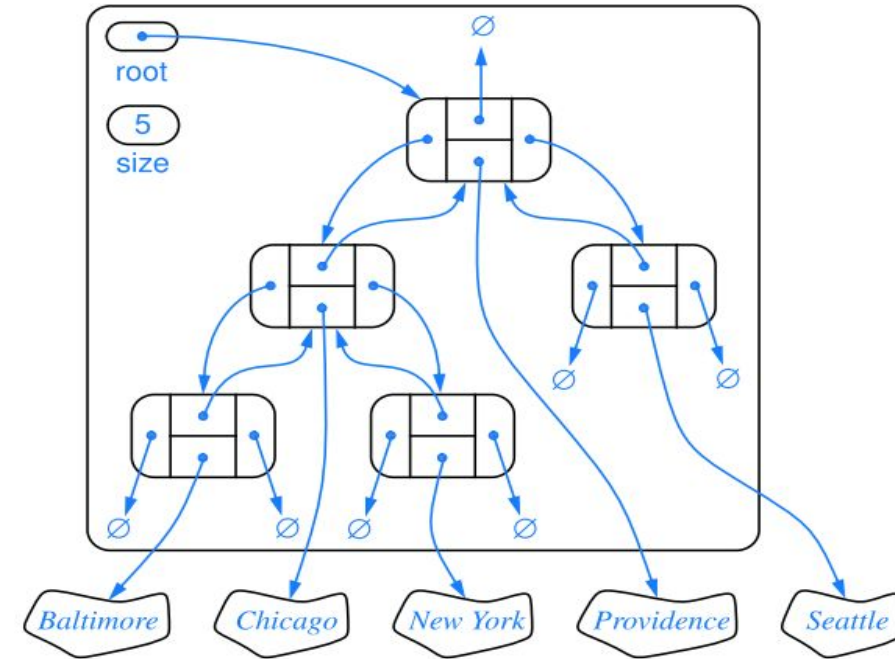 ∅
root
5
size
∅
∅
∅
∅
∅
∅
Baltimore
Chicago
New York
Providence
Seattle